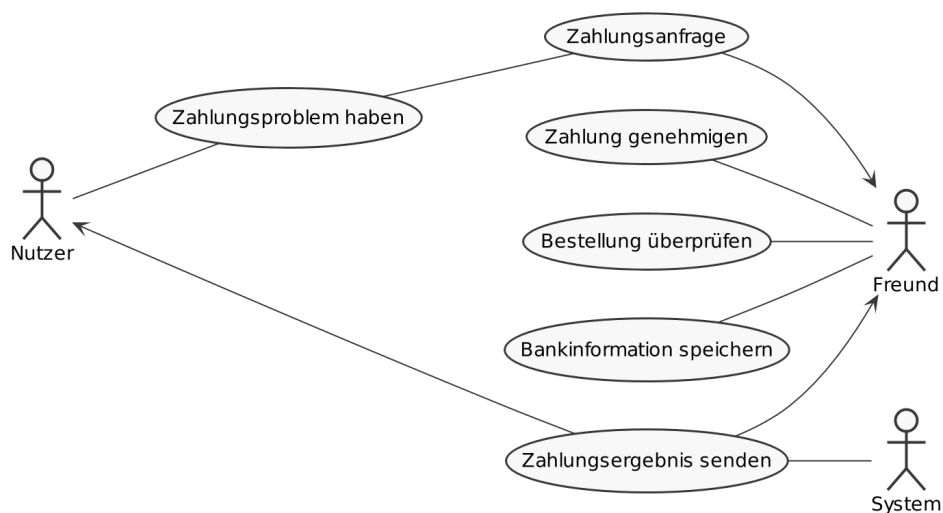 Zahlungsanfrage
Zahlungsproblem haben
Zahlung genehmigen
Nutzer
Bestellung überprüfen
Freund
Bankinformation speichern
Zahlungsergebnis senden
System